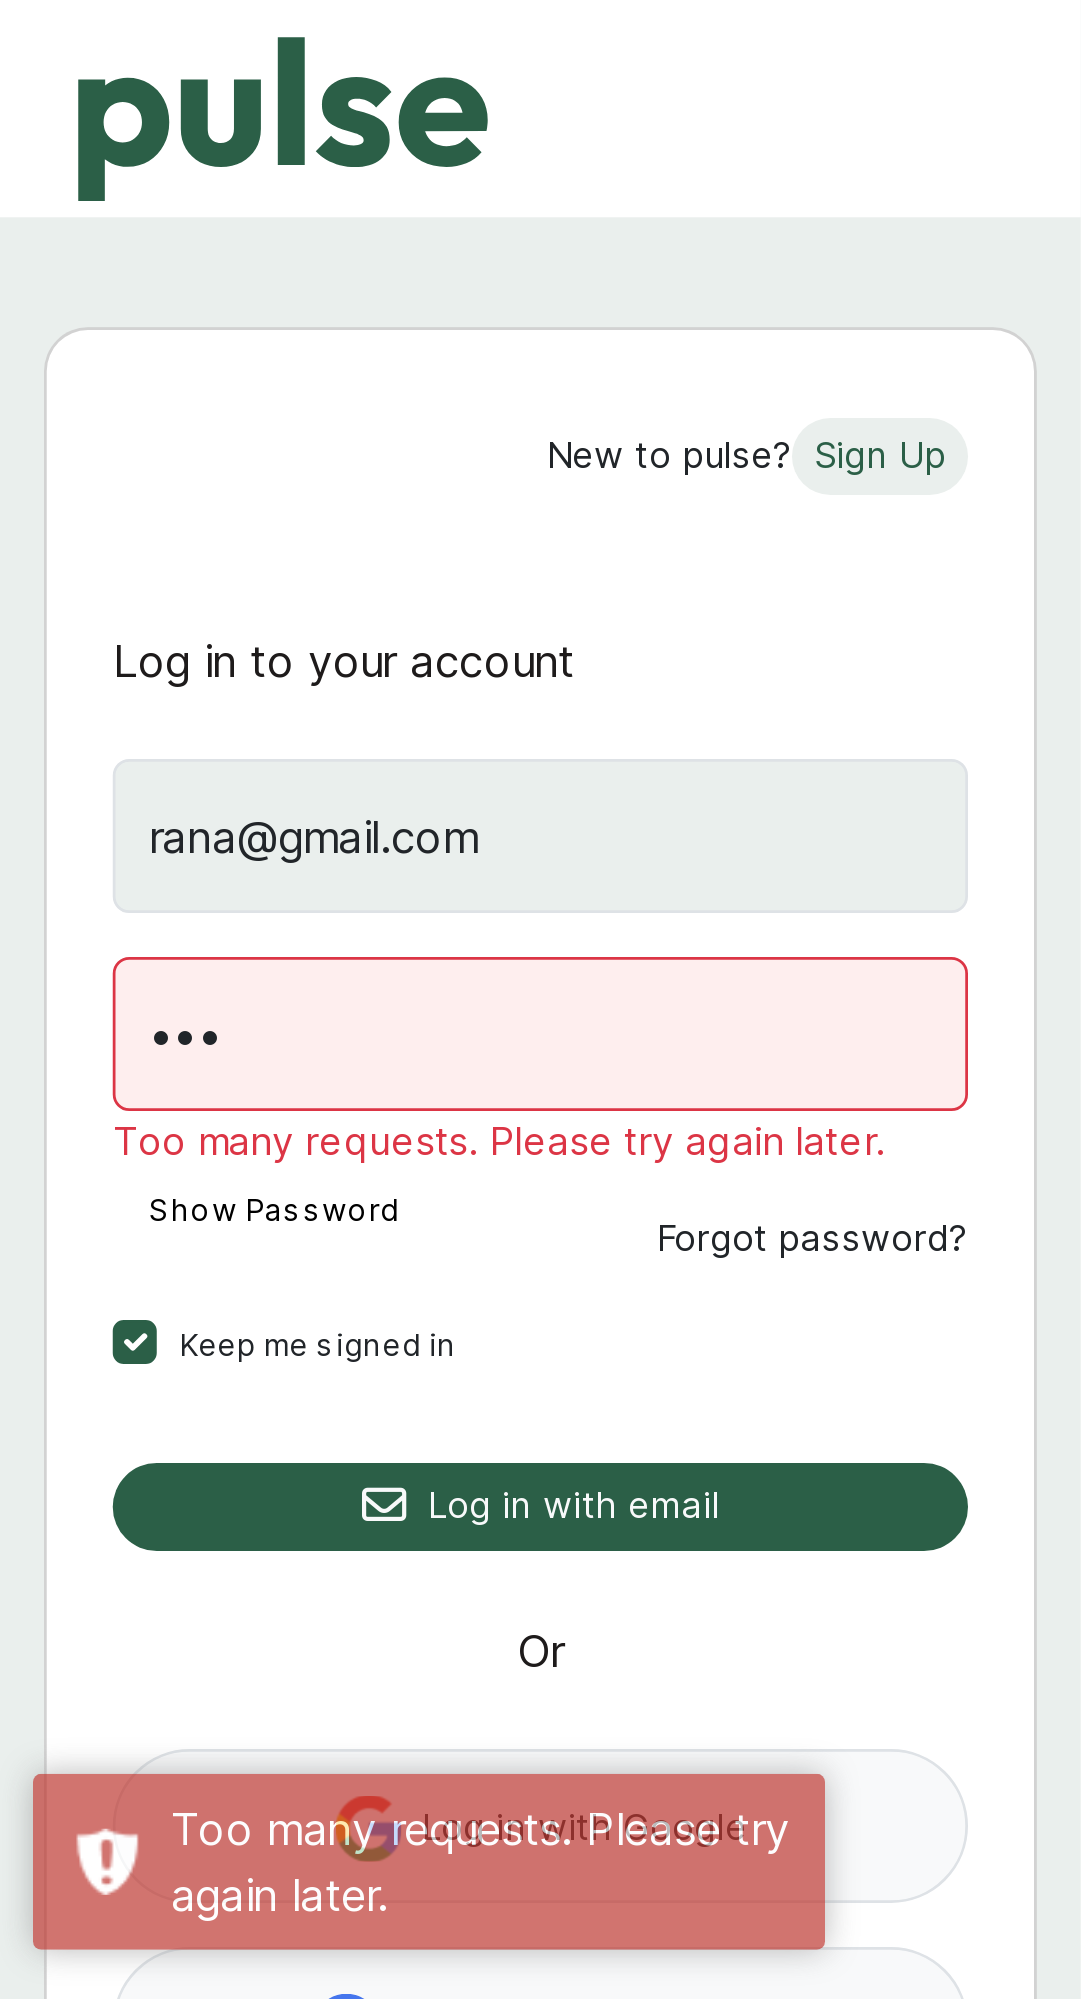 pulse
New to pulse? Sign Up
Log in to your account
rana@gmail.com
•••
Too many requests. Please try again later.
Show Password
Forgot password?
Keep me signed in
Log in with email
Or
Log in with Google
Too many requests. Please try
again later.